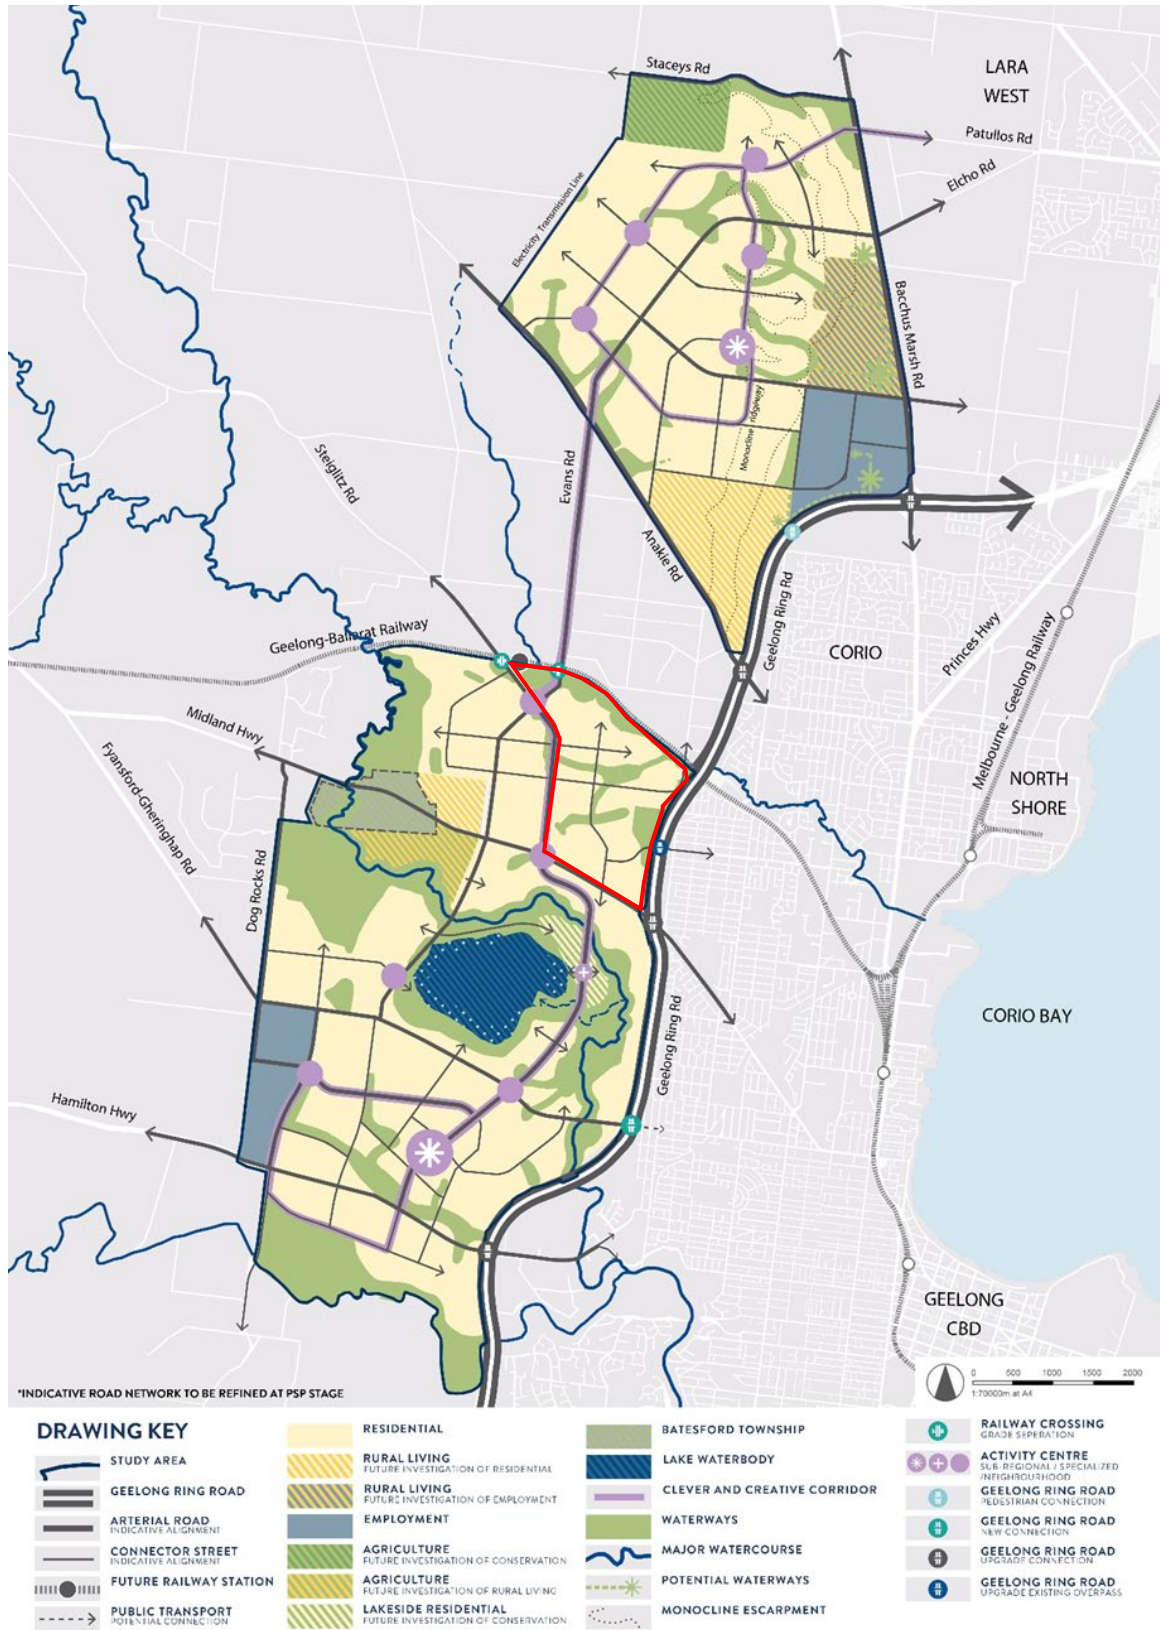 LARA
WEST
Staceys Rd
Patullos Rd
Elcho Rd
Electricity Transmission Line
Bacchus Marsh Rd
Steiglitz Rd
Evans Rd
Monocline ridgeway
Anakie Rd
Geelong Ring Rd
Princes Hwy
Geelong-Ballarat Railway
CORIO
Melbourne - Geelong Railway
Midland Hwy
Fyansford-Gheringhap Rd
NORTH
SHORE
Dog Rocks Rd
Geelong Ring Rd
CORIO BAY
Hamilton Hwy
GEELONG
CBD
*INDICATIVE ROAD NETWORK TO BE REFINED AT PSP STAGE
0 500 1000 1500 2000
1:70000m at A4
DRAWING KEY
STUDY AREA
GEELONG RING ROAD
ARTERIAL ROAD
INDICATIVE ALIGNMENT
CONNECTOR STREET
INDICATIVE ALIGNMENT
FUTURE RAILWAY STATION
PUBLIC TRANSPORT
POTENTIAL CONNECTION
RESIDENTIAL
RURAL LIVING
FUTURE INVESTIGATION OF RESIDENTIAL
RURAL LIVING
FUTURE INVESTIGATION OF EMPLOYMENT
EMPLOYMENT
AGRICULTURE
FUTURE INVESTIGATION OF CONSERVATION
AGRICULTURE
FUTURE INVESTIGATION OF RURAL LIVING
LAKESIDE RESIDENTIAL
FUTURE INVESTIGATION OF CONSERVATION
BATESFORD TOWNSHIP
LAKE WATERBODY
CLEVER AND CREATIVE CORRIDOR
WATERWAYS
MAJOR WATERCOURSE
POTENTIAL WATERWAYS
MONOCLINE ESCARPMENT
RAILWAY CROSSING
GRADE SEPERATION
ACTIVITY CENTRE
SUB-REGIONAL / SPECIALIZED
/NEIGHBOURHOOD
GEELONG RING ROAD
PEDESTRIAN CONNECTION
GEELONG RING ROAD
NEW CONNECTION
GEELONG RING ROAD
UPGRADE CONNECTION
GEELONG RING ROAD
UPGRADE EXISTING OVERPASS